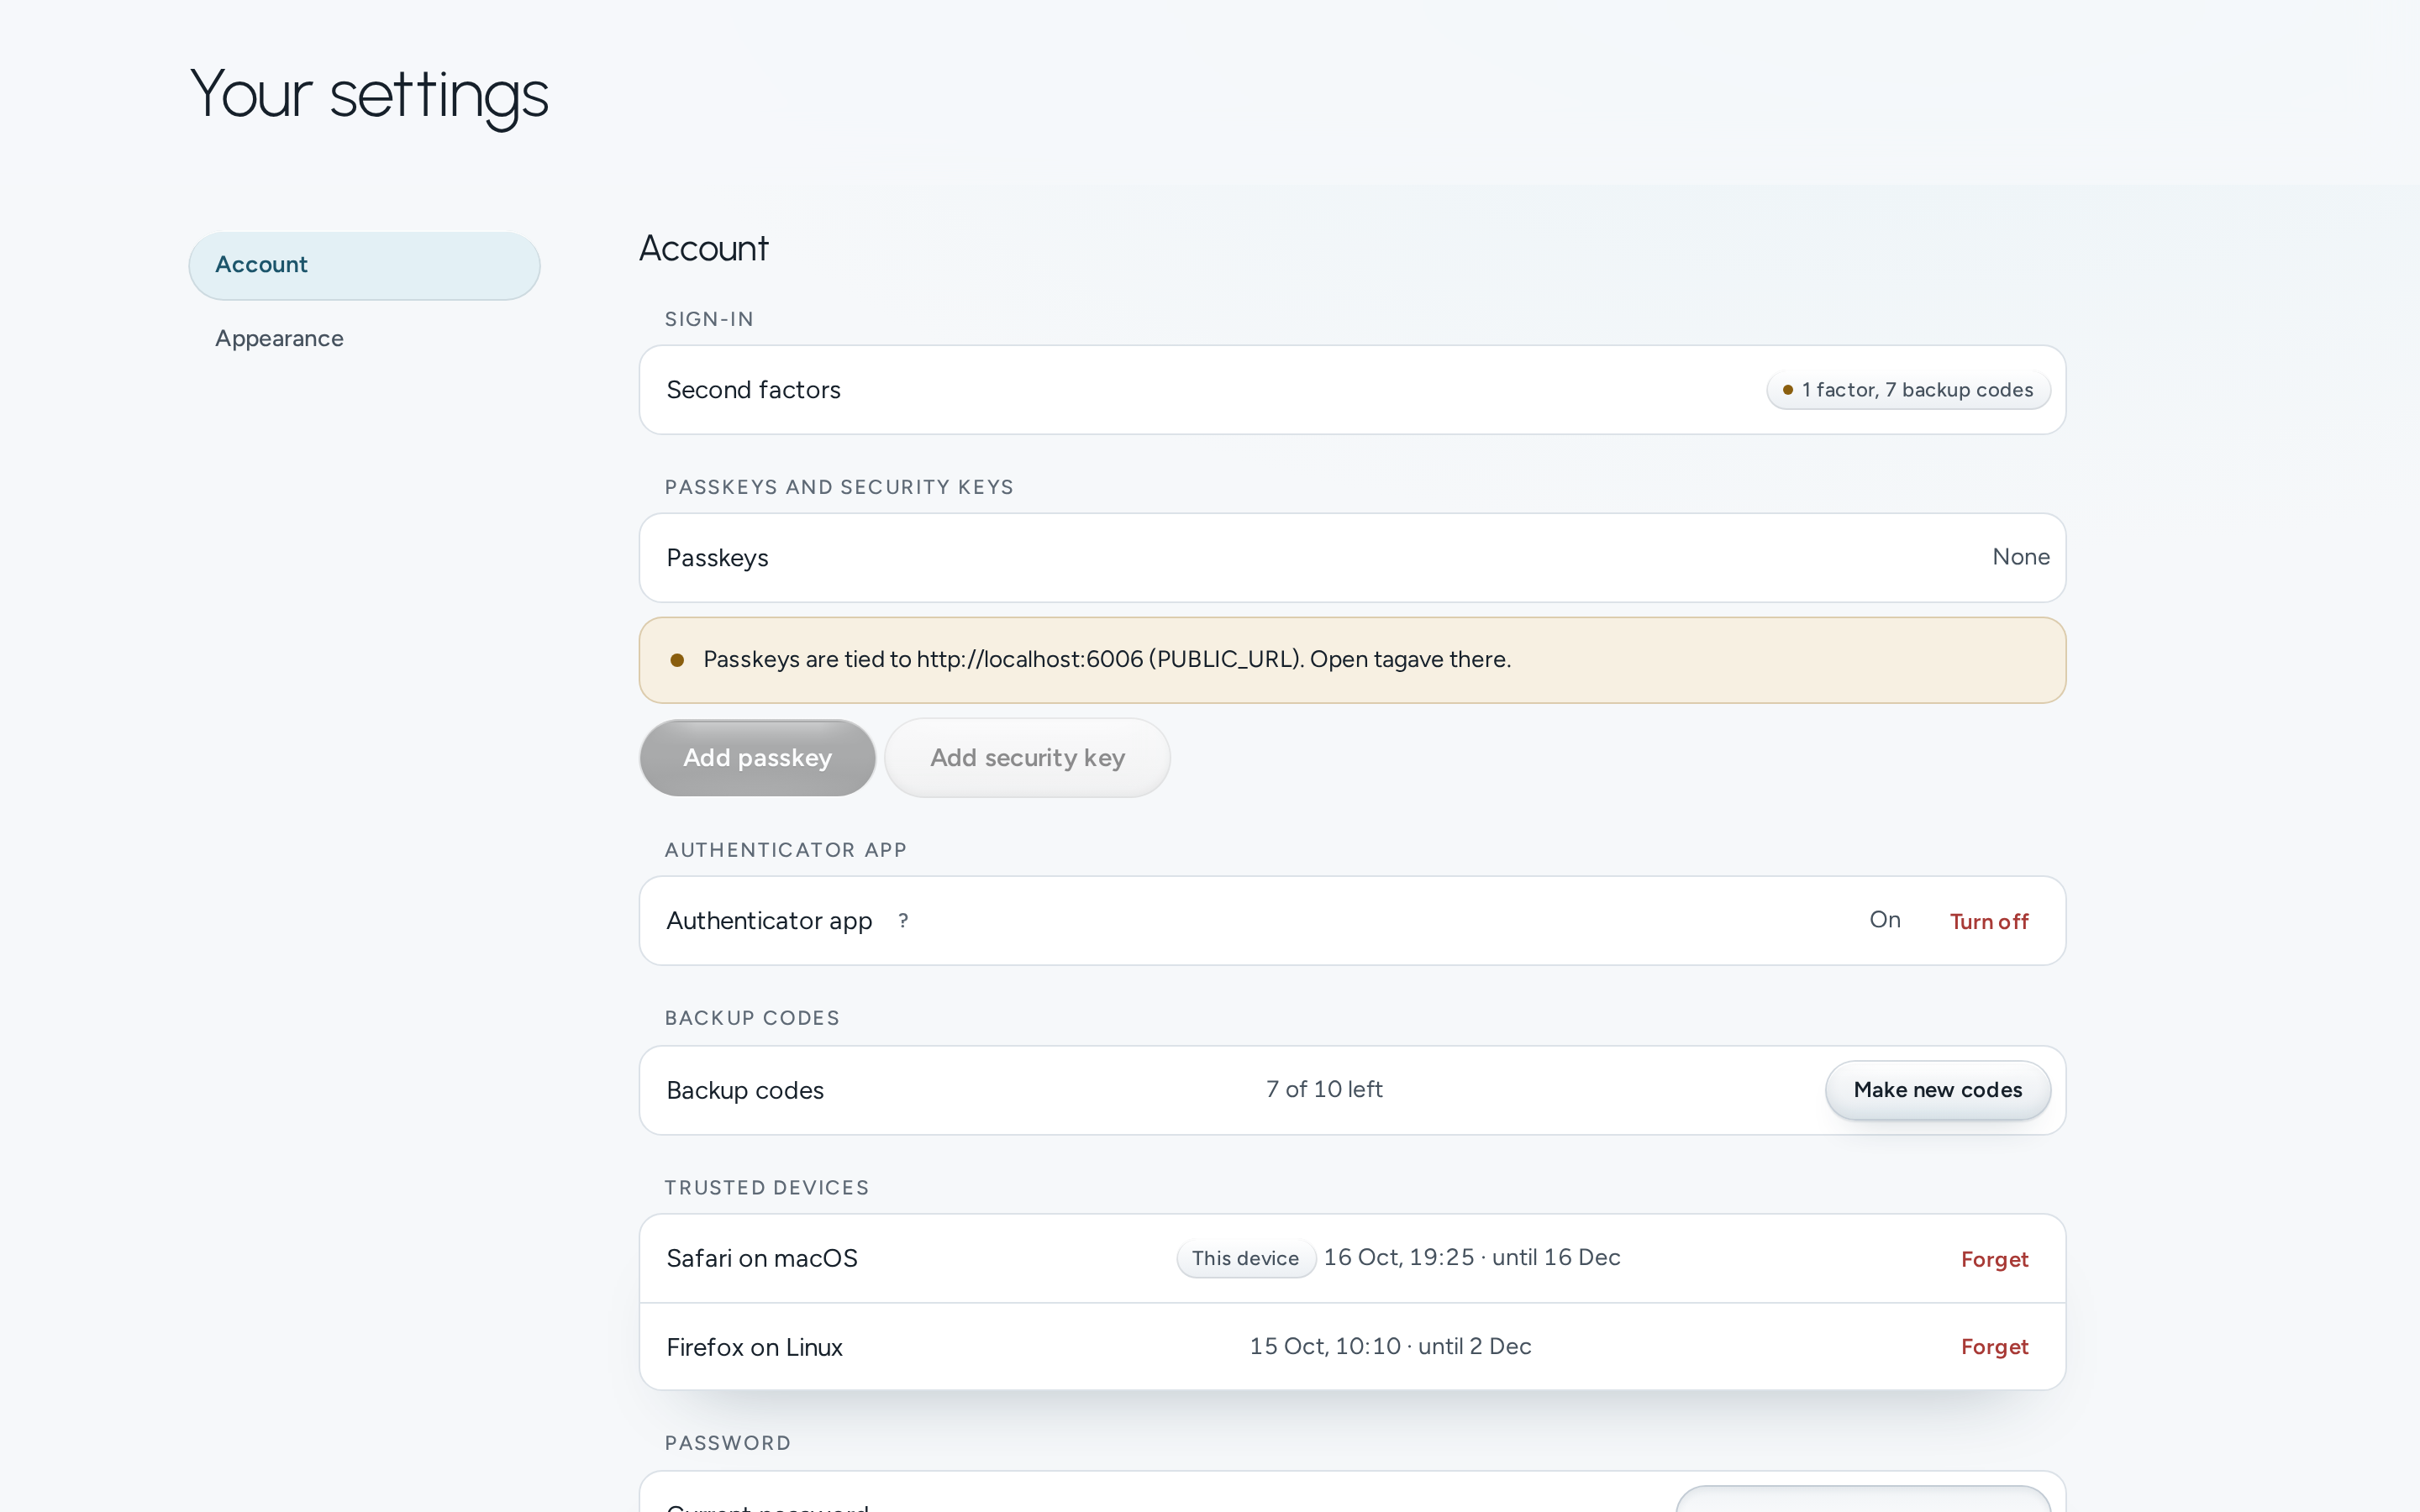 Your settings
Account
Appearance
Account
SIGN-IN
Second factors
1 factor, 7 backup codes
PASSKEYS AND SECURITY KEYS
Passkeys
None
Passkeys are tied to http://localhost:6006 (PUBLIC_URL). Open tagave there.
Add passkey
Add security key
AUTHENTICATOR APP
Authenticator app ?
On
Turn off
BACKUP CODES
Backup codes
7 of 10 left
Make new codes
TRUSTED DEVICES
Safari on macOS
This device
16 Oct, 19:25 · until 16 Dec
Forget
Firefox on Linux
15 Oct, 10:10 · until 2 Dec
Forget
PASSWORD
Current password